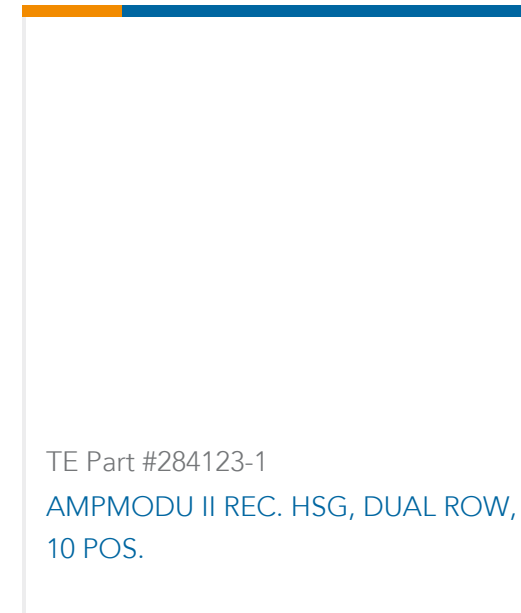 TE Part #284123-1
AMPMODU II REC. HSG, DUAL ROW,
10 POS.